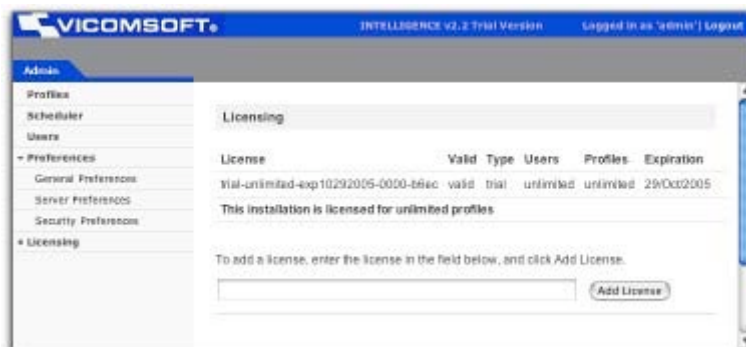 VICOMSOFT
INTELLIGENCE v2.2 Trial Version
Logged in as 'admin' | Logout
Admin
Profiles
Scheduler
Users
Preferences
General Preferences
Server Preferences
Security Preferences
Licensing
Licensing
License Valid Type Users Profiles Expiration
trial-unlimited-exp10292005-0000-b6ec valid trial unlimited unlimited 29/Oct/2005
This installation is licensed for unlimited profiles
To add a license, enter the license in the field below, and click Add License.
Add License